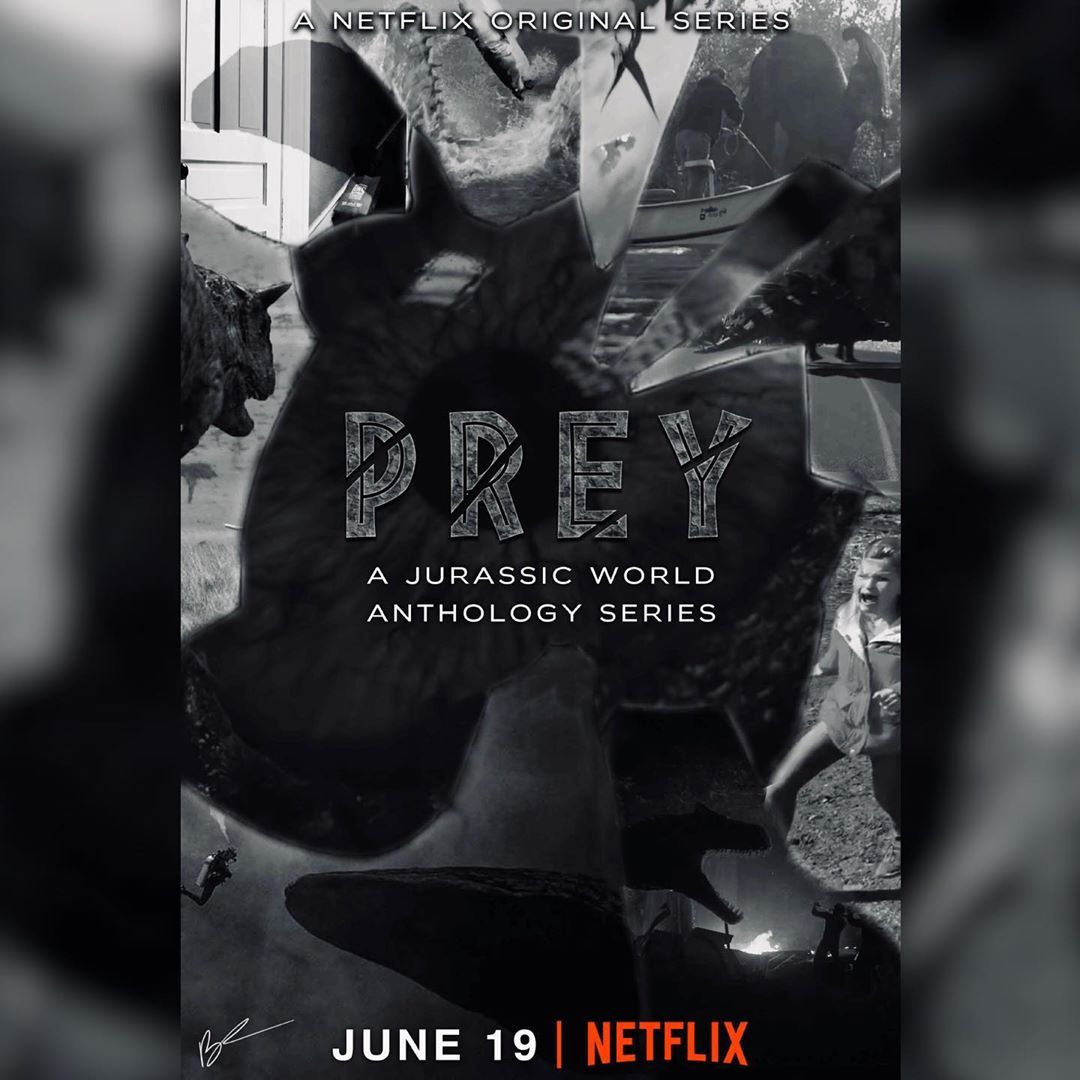 A NETFLIX ORIGINAL SERIES
PREY
A JURASSIC WORLD
ANTHOLOGY SERIES
JUNE 19 | NETFLIX